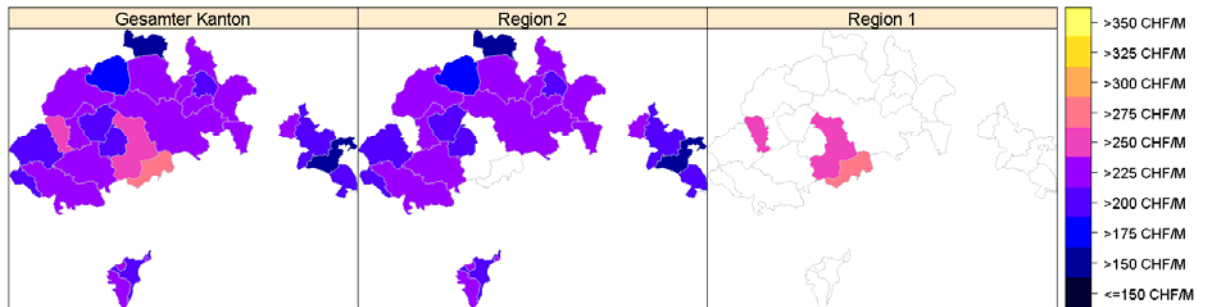 Gesamter Kanton
Region 2
Region 1
>350 CHF/M
>325 CHF/M
>300 CHF/M
>275 CHF/M
>250 CHF/M
>225 CHF/M
>200 CHF/M
>175 CHF/M
>150 CHF/M
<=150 CHF/M